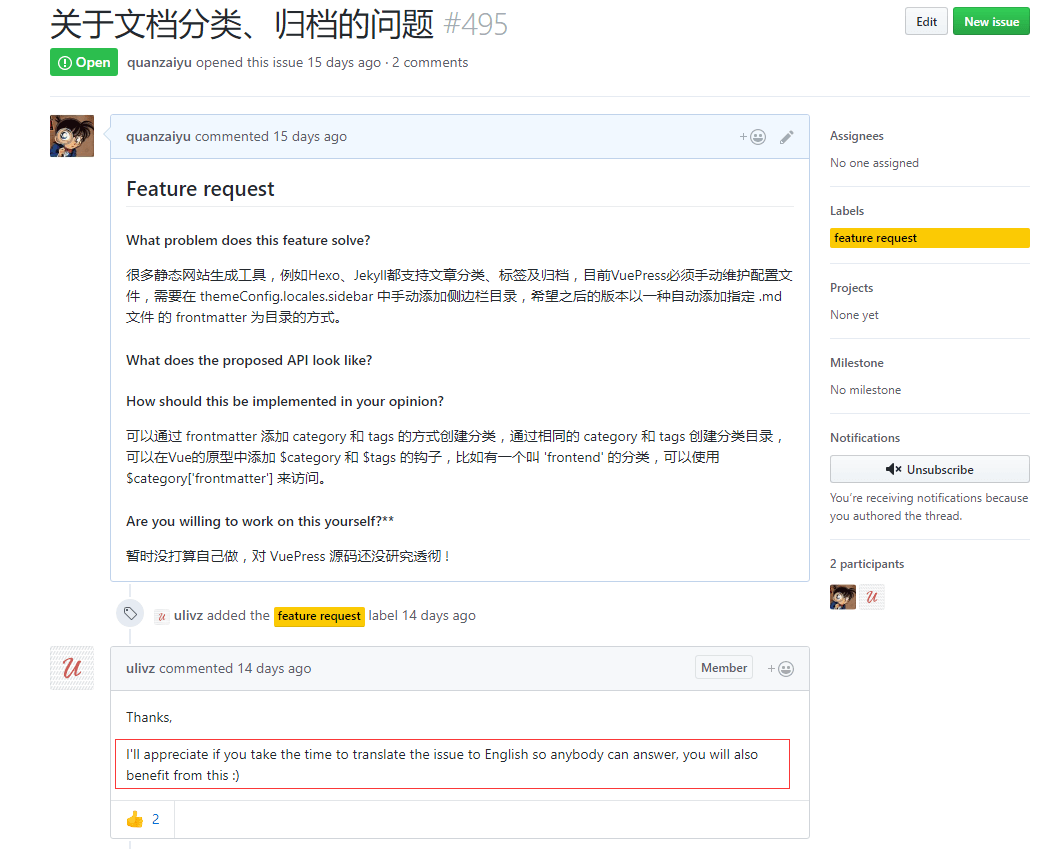 关于文档分类、归档的问题 #495
Edit
New issue
Open
quanzaiyu opened this issue 15 days ago · 2 comments
quanzaiyu commented 15 days ago
Feature request
What problem does this feature solve?
很多静态网站生成工具，例如Hexo、Jekyll都支持文章分类、标签及归档，目前VuePress必须手动维护配置文
件，需要在 themeConfig.locales.sidebar 中手动添加侧边栏目录，希望之后的版本以一种自动添加指定 .md
文件 的 frontmatter 为目录的方式。
What does the proposed API look like?
How should this be implemented in your opinion?
可以通过 frontmatter 添加 category 和 tags 的方式创建分类，通过相同的 category 和 tags 创建分类目录，
可以在Vue的原型中添加 $category 和 $tags 的钩子，比如有一个叫 'frontend' 的分类，可以使用
$category['frontmatter'] 来访问。
Are you willing to work on this yourself?**
暂时没打算自己做，对 VuePress 源码还没研究透彻！
ulivz added the feature request label 14 days ago
ulivz commented 14 days ago
Member
Thanks,
I'll appreciate if you take the time to translate the issue to English so anybody can answer, you will also
benefit from this :)
2
Assignees
No one assigned
Labels
feature request
Projects
None yet
Milestone
No milestone
Notifications
Unsubscribe
You're receiving notifications because
you authored the thread.
2 participants